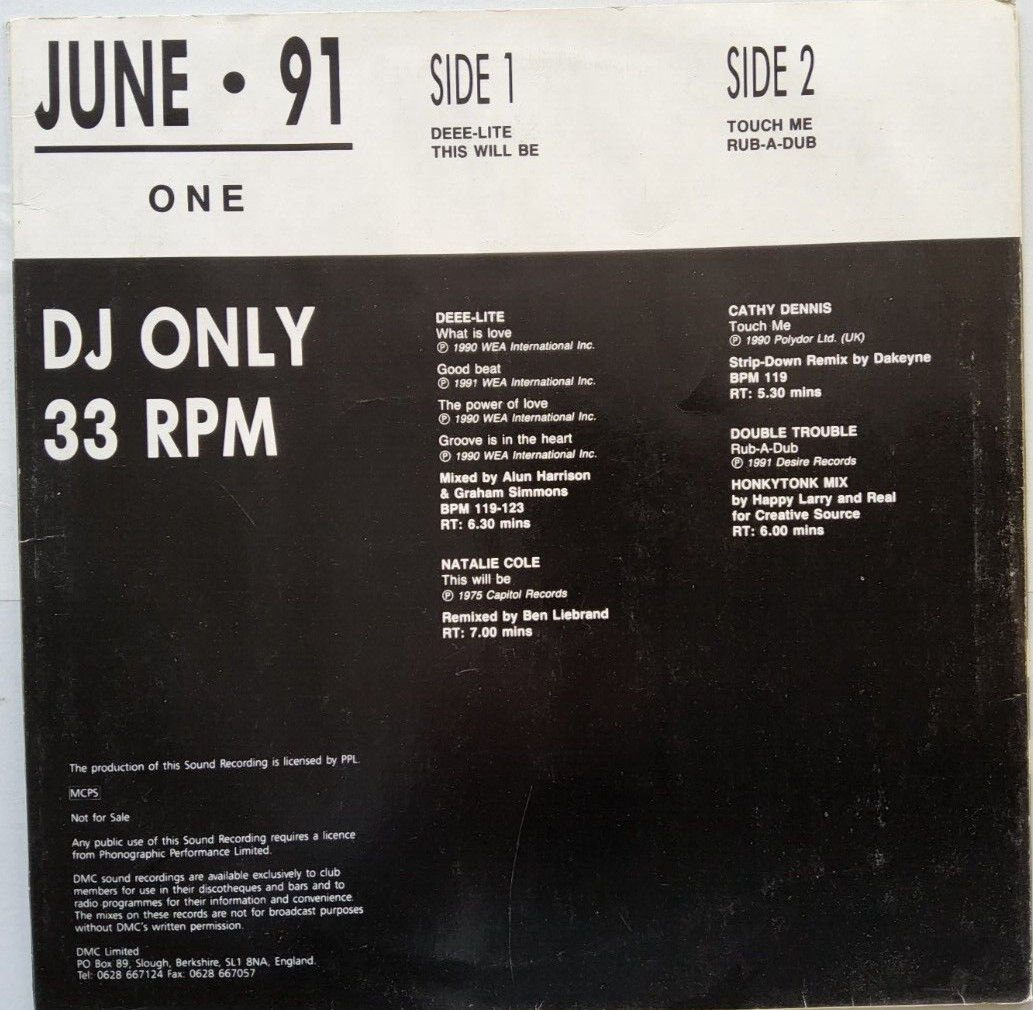 JUNE • 91
ONE
SIDE 1
DEEE-LITE
THIS WILL BE
SIDE 2
TOUCH ME
RUB-A-DUB
DJ ONLY
33 RPM
DEEE-LITE
What is love
℗ 1990 WEA International Inc.
Good beat
℗ 1991 WEA International Inc.
The power of love
℗ 1990 WEA International Inc.
Groove is in the heart
℗ 1990 WEA International Inc.
Mixed by Alun Harrison
& Graham Simmons
BPM 119-123
RT: 6.30 mins
NATALIE COLE
This will be
℗ 1975 Capitol Records
Remixed by Ben Liebrand
RT: 7.00 mins
CATHY DENNIS
Touch Me
℗ 1990 Polydor Ltd. (UK)
Strip-Down Remix by Dakeyne
BPM 119
RT: 5.30 mins
DOUBLE TROUBLE
Rub-A-Dub
℗ 1991 Desire Records
HONKYTONK MIX
by Happy Larry and Real
for Creative Source
RT: 6.00 mins
The production of this Sound Recording is licensed by PPL.
MCPS
Not for Sale
Any public use of this Sound Recording requires a licence
from Phonographic Performance Limited.
DMC sound recordings are available exclusively to club
members for use in their discotheques and bars and to
radio programmes for their information and convenience.
The mixes on these records are not for broadcast purposes
without DMC's written permission.
DMC Limited
PO Box 89, Slough, Berkshire, SL1 8NA, England.
Tel: 0628 667124 Fax: 0628 667057